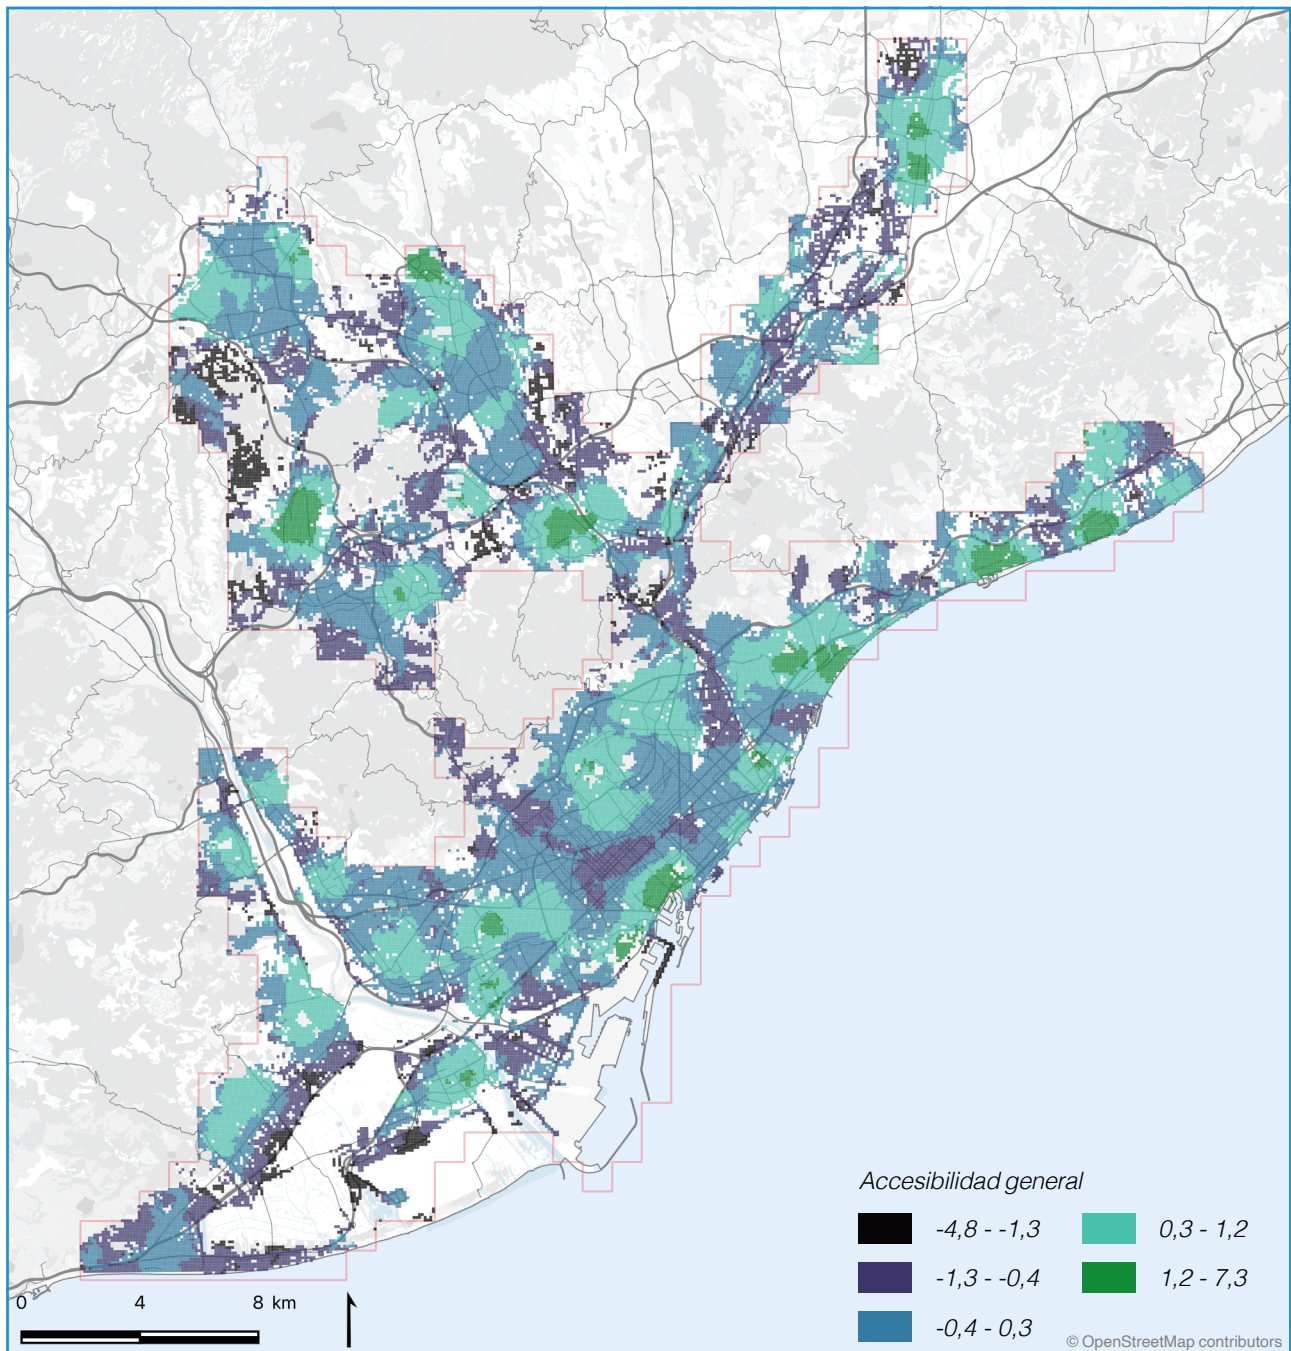 Accesibilidad general
-4,8 - -1,3
0,3 - 1,2
-1,3 - -0,4
1,2 - 7,3
-0,4 - 0,3
0 4 8 km
© OpenStreetMap contributors